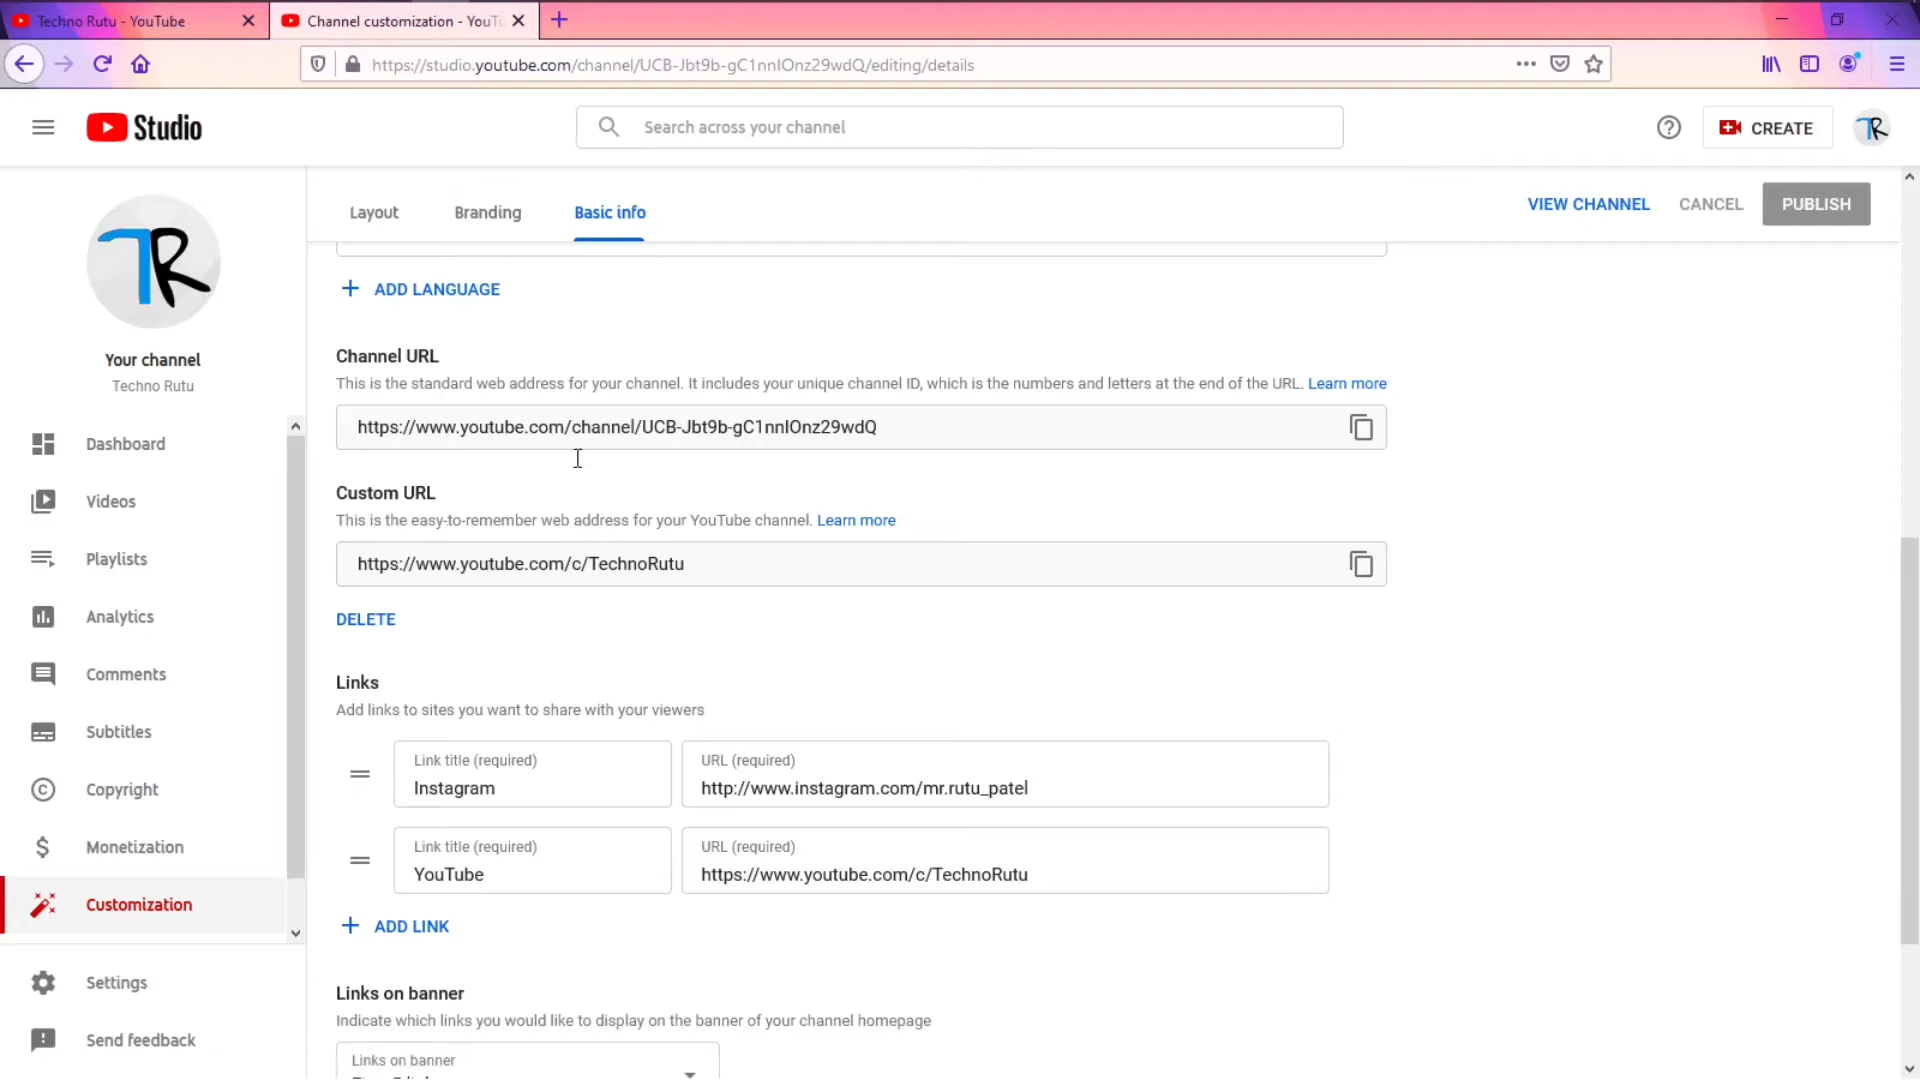 Techno Rutu - YouTube
Channel customization - YouTu
https://studio.youtube.com/channel/UCB-Jbt9b-gC1nnIOnz29wdQ/editing/details
Studio
Search across your channel
CREATE
TR
TR
Your channel
Techno Rutu
Dashboard
Videos
Playlists
Analytics
Comments
Subtitles
Copyright
Monetization
Customization
Settings
Send feedback
Layout
Branding
Basic info
VIEW CHANNEL
CANCEL
PUBLISH
ADD LANGUAGE
Channel URL
This is the standard web address for your channel. It includes your unique channel ID, which is the numbers and letters at the end of the URL. Learn more
https://www.youtube.com/channel/UCB-Jbt9b-gC1nnIOnz29wdQ
Custom URL
This is the easy-to-remember web address for your YouTube channel. Learn more
https://www.youtube.com/c/TechnoRutu
DELETE
Links
Add links to sites you want to share with your viewers
Link title (required)
Instagram
URL (required)
http://www.instagram.com/mr.rutu_patel
Link title (required)
YouTube
URL (required)
https://www.youtube.com/c/TechnoRutu
ADD LINK
Links on banner
Indicate which links you would like to display on the banner of your channel homepage
Links on banner